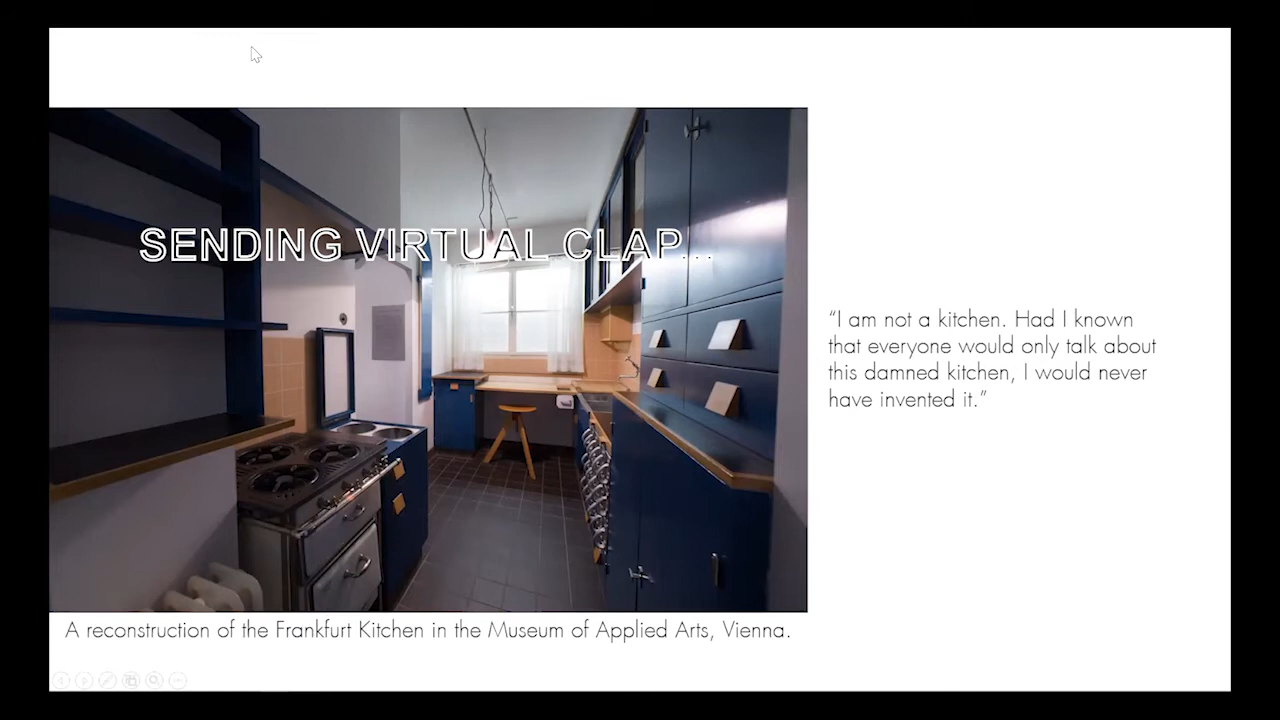 SENDING VIRTUAL CLAP...
“I am not a kitchen. Had I known
that everyone would only talk about
this damned kitchen, I would never
have invented it.”
A reconstruction of the Frankfurt Kitchen in the Museum of Applied Arts, Vienna.